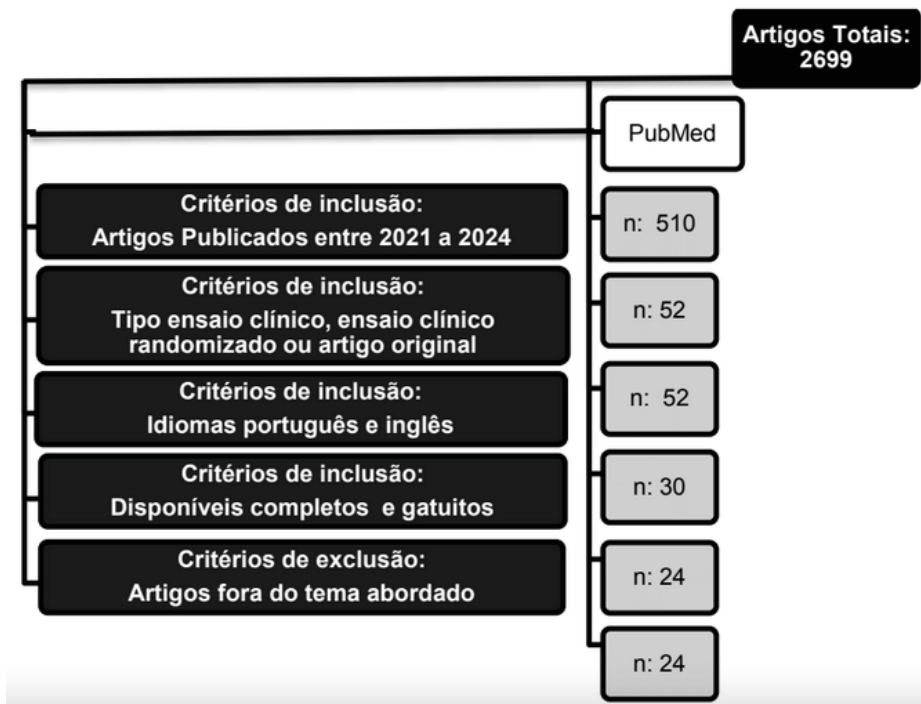 Artigos Totais:
2699
PubMed
Critérios de inclusão:
Artigos Publicados entre 2021 a 2024
n: 510
Critérios de inclusão:
Tipo ensaio clínico, ensaio clínico
randomizado ou artigo original
n: 52
Critérios de inclusão:
Idiomas português e inglês
n: 52
Critérios de inclusão:
Disponíveis completos e gatuitos
n: 30
Critérios de exclusão:
Artigos fora do tema abordado
n: 24
n: 24